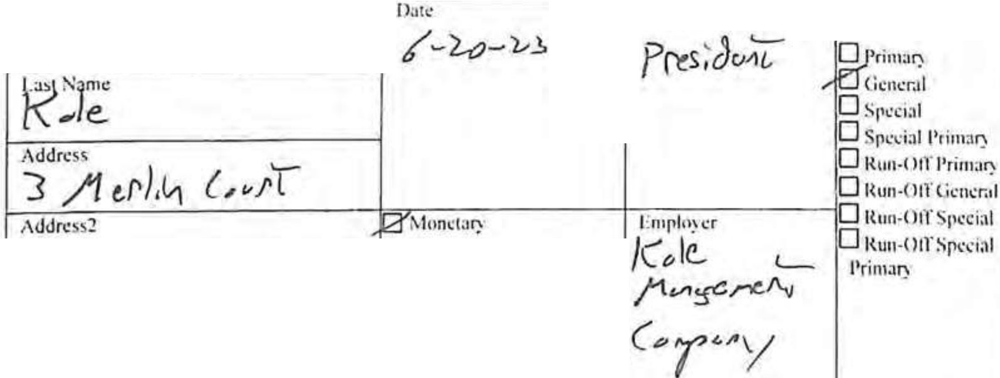 Date
6-20-23
President
Last Name
Kole
Address
3 Merlin Court
Address2
Monetary
Employer
Kole
Management
Company
Primary
General
Special
Special Primary
Run-Off Primary
Run-Off General
Run-Off Special
Run-Off Special
Primary